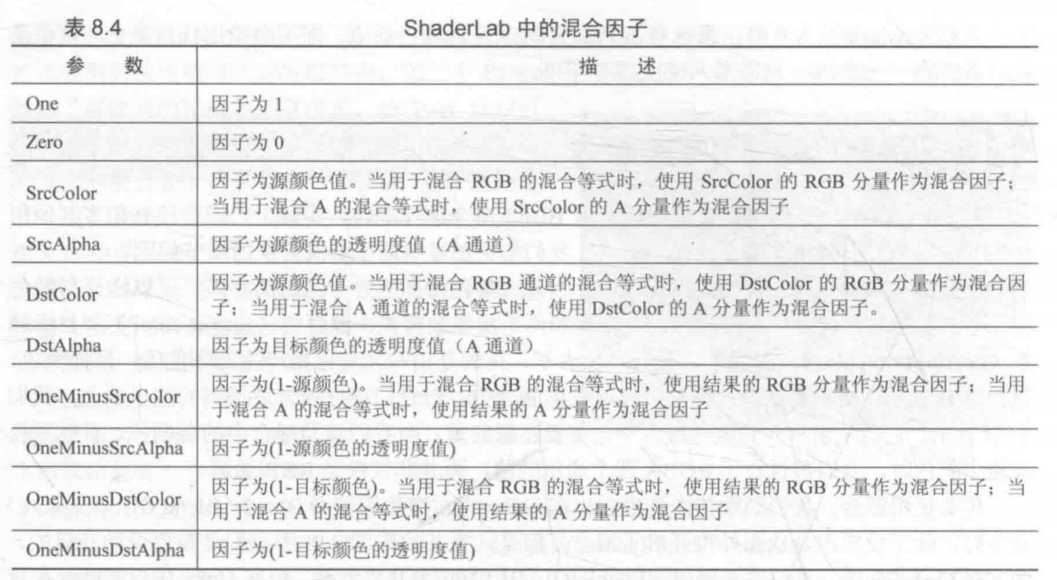 表 8.4 ShaderLab 中的混合因子
参 数 描 述
One 因子为 1
Zero 因子为 0
SrcColor 因子为源颜色值。当用于混合 RGB 的混合等式时，使用 SrcColor 的 RGB 分量作为混合因子；
当用于混合 A 的混合等式时，使用 SrcColor 的 A 分量作为混合因子
SrcAlpha 因子为源颜色的透明度值（A 通道）
DstColor 因子为目标颜色值。当用于混合 RGB 通道的混合等式时，使用 DstColor 的 RGB 分量作为混合因
子；当用于混合 A 通道的混合等式时，使用 DstColor 的 A 分量作为混合因子。
DstAlpha 因子为目标颜色的透明度值（A 通道）
OneMinusSrcColor 因子为(1-源颜色)。当用于混合 RGB 的混合等式时，使用结果的 RGB 分量作为混合因子；当用
于混合 A 的混合等式时，使用结果的 A 分量作为混合因子
OneMinusSrcAlpha 因子为(1-源颜色的透明度值)
OneMinusDstColor 因子为(1-目标颜色)。当用于混合 RGB 的混合等式时，使用结果的 RGB 分量作为混合因子；当
用于混合 A 的混合等式时，使用结果的 A 分量作为混合因子
OneMinusDstAlpha 因子为(1-目标颜色的透明度值)